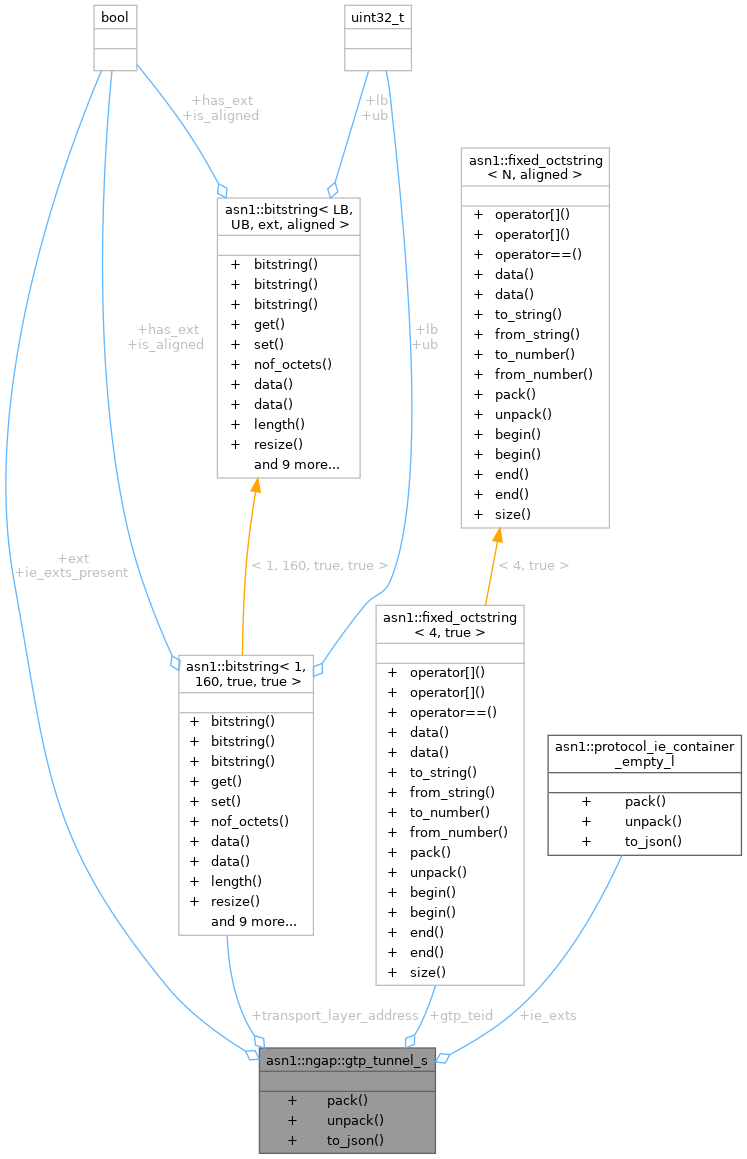 bool
uint32_t
+has_ext
+is_aligned
+lb
+ub
asn1::fixed_octstring
< N, aligned >
+ operator[]()
+ operator[]()
+ operator==()
+ data()
+ data()
+ to_string()
+ from_string()
+ to_number()
+ from_number()
+ pack()
+ unpack()
+ begin()
+ begin()
+ end()
+ end()
+ size()
asn1::bitstring< LB,
UB, ext, aligned >
+ bitstring()
+ bitstring()
+ bitstring()
+ get()
+ set()
+ nof_octets()
+ data()
+ data()
+ length()
+ resize()
and 9 more...
+has_ext
+is_aligned
+lb
+ub
+ext
+ie_exts_present
< 1, 160, true, true >
< 4, true >
asn1::fixed_octstring
< 4, true >
+ operator[]()
+ operator[]()
+ operator==()
+ data()
+ data()
+ to_string()
+ from_string()
+ to_number()
+ from_number()
+ pack()
+ unpack()
+ begin()
+ begin()
+ end()
+ end()
+ size()
asn1::bitstring< 1,
160, true, true >
+ bitstring()
+ bitstring()
+ bitstring()
+ get()
+ set()
+ nof_octets()
+ data()
+ data()
+ length()
+ resize()
and 9 more...
asn1::protocol_ie_container
_empty_l
+ pack()
+ unpack()
+ to_json()
+transport_layer_address
+gtp_teid
+ie_exts
asn1::ngap::gtp_tunnel_s
+ pack()
+ unpack()
+ to_json()